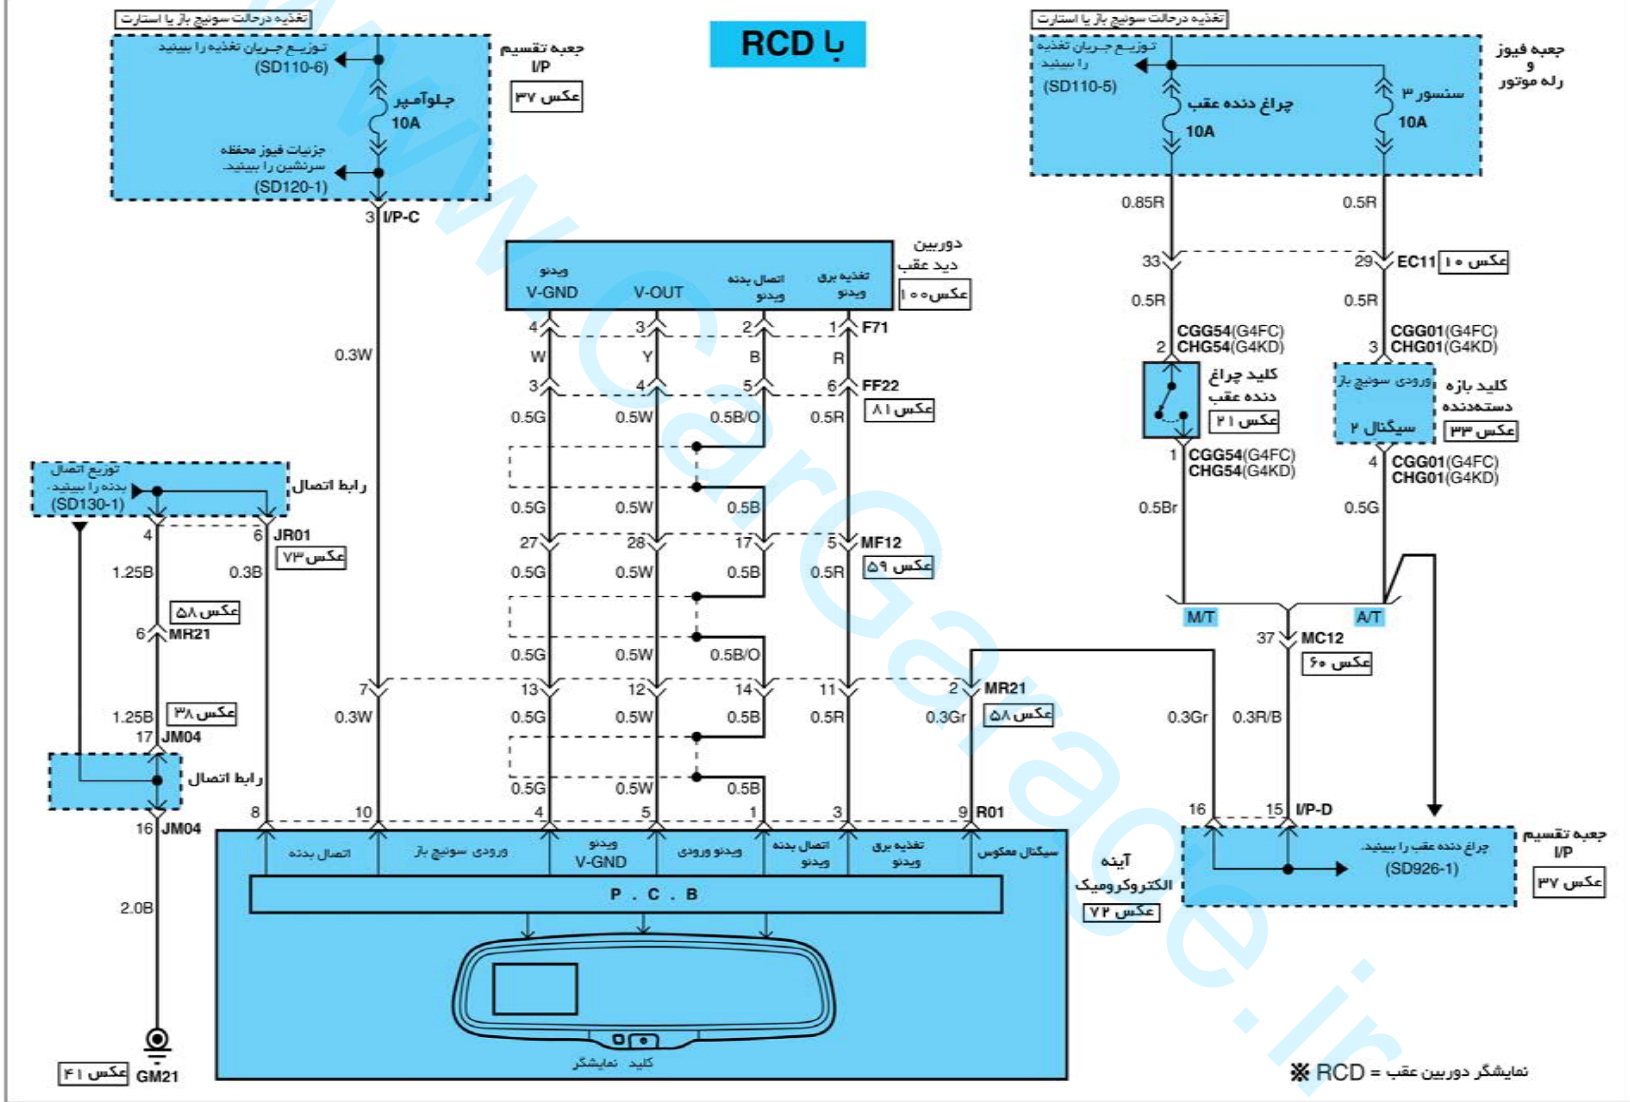 با RCD
تغذیه درحالت سوئیچ باز یا استارت
توزیـع جـریان تغذیه را ببینید
(SD110-6)
جلوآمپر
10A
جزئیات فیوز محفظه
سرنشین را ببینید.
(SD120-1)
جعبه تقسیم
I/P
عکس ۳۷
3
I/P-C
0.3W
تغذیه درحالت سوئیچ باز یا استارت
توزیـع جـریان تغذیه
را ببینید
(SD110-5)
چراغ دنده عقب
10A
سنسور ۳
10A
جعبه فیوز
و
رله موتور
0.85R
0.5R
33
29
EC11
عکس ۱۰
0.5R
0.5R
CGG54(G4FC)
2 CHG54(G4KD)
CGG01(G4FC)
3 CHG01(G4KD)
کلید چراغ
دنده عقب
عکس ۲۱
ورودی سوئیچ باز
سیگنال ۲
کلید بازه
دسته‌دنده
عکس ۳۳
1 CGG54(G4FC)
CHG54(G4KD)
4 CGG01(G4FC)
CHG01(G4KD)
0.5Br
0.5G
M/T
A/T
37
MC12
عکس ۶۰
0.3Gr
0.3R/B
16
15
I/P-D
چراغ دنده عقب را ببینید.
(SD926-1)
جعبه تقسیم
I/P
عکس ۳۷
دوربین
دید عقب
عکس۱۰۰
ویدئو
V-GND
V-OUT
اتصال بدنه
ویدئو
تغذیه برق
ویدئو
4
3
2
1
F71
W
Y
B
R
3
4
5
6
FF22
عکس ۸۱
0.5G
0.5W
0.5B/O
0.5R
0.5G
0.5W
0.5B
27
28
17
5
MF12
عکس ۵۹
0.5G
0.5W
0.5B
0.5R
0.5G
0.5W
0.5B/O
7
13
12
14
11
2
MR21
عکس ۵۸
0.3W
0.5G
0.5W
0.5B
0.5R
0.3Gr
0.5G
0.5W
0.5B
8
10
4
5
1
3
9
R01
توزیع اتصال
بدنه را ببینید.
(SD130-1)
رابط اتصال
4
6
JR01
عکس ۷۳
1.25B
0.3B
عکس ۵۸
6
MR21
1.25B
عکس ۳۸
17
JM04
رابط اتصال
16
JM04
2.0B
GM21
عکس ۴۱
اتصال بدنه
ورودی سوئیچ باز
ویدئو
V-GND
ویدئو ورودی
اتصال بدنه
ویدئو
تغذیه برق
ویدئو
سیگنال معکوس
P . C . B
آینه
الکتروکرومیک
عکس ۷۲
کلید نمایشگر
※ RCD = نمایشگر دوربین عقب
www.CarGarage.ir